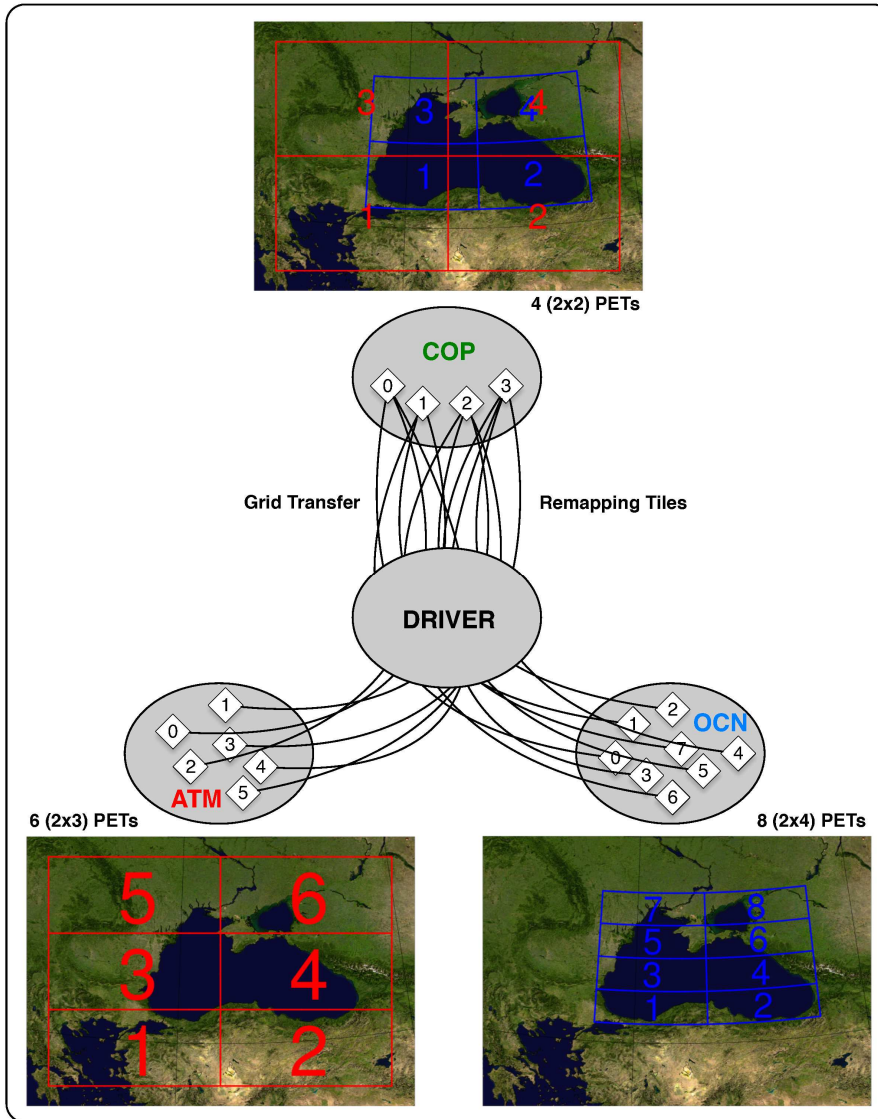 3 3 4 4
1 2
1 2
4 (2x2) PETs
COP
0 1 2 3
Grid Transfer
Remapping Tiles
DRIVER
1
0
3
2
4
5
ATM
6 (2x3) PETs
2
1
OCN
7
4
0
5
3
6
8 (2x4) PETs
5 6
3 4
1 2
7 8
5 6
3 4
1 2